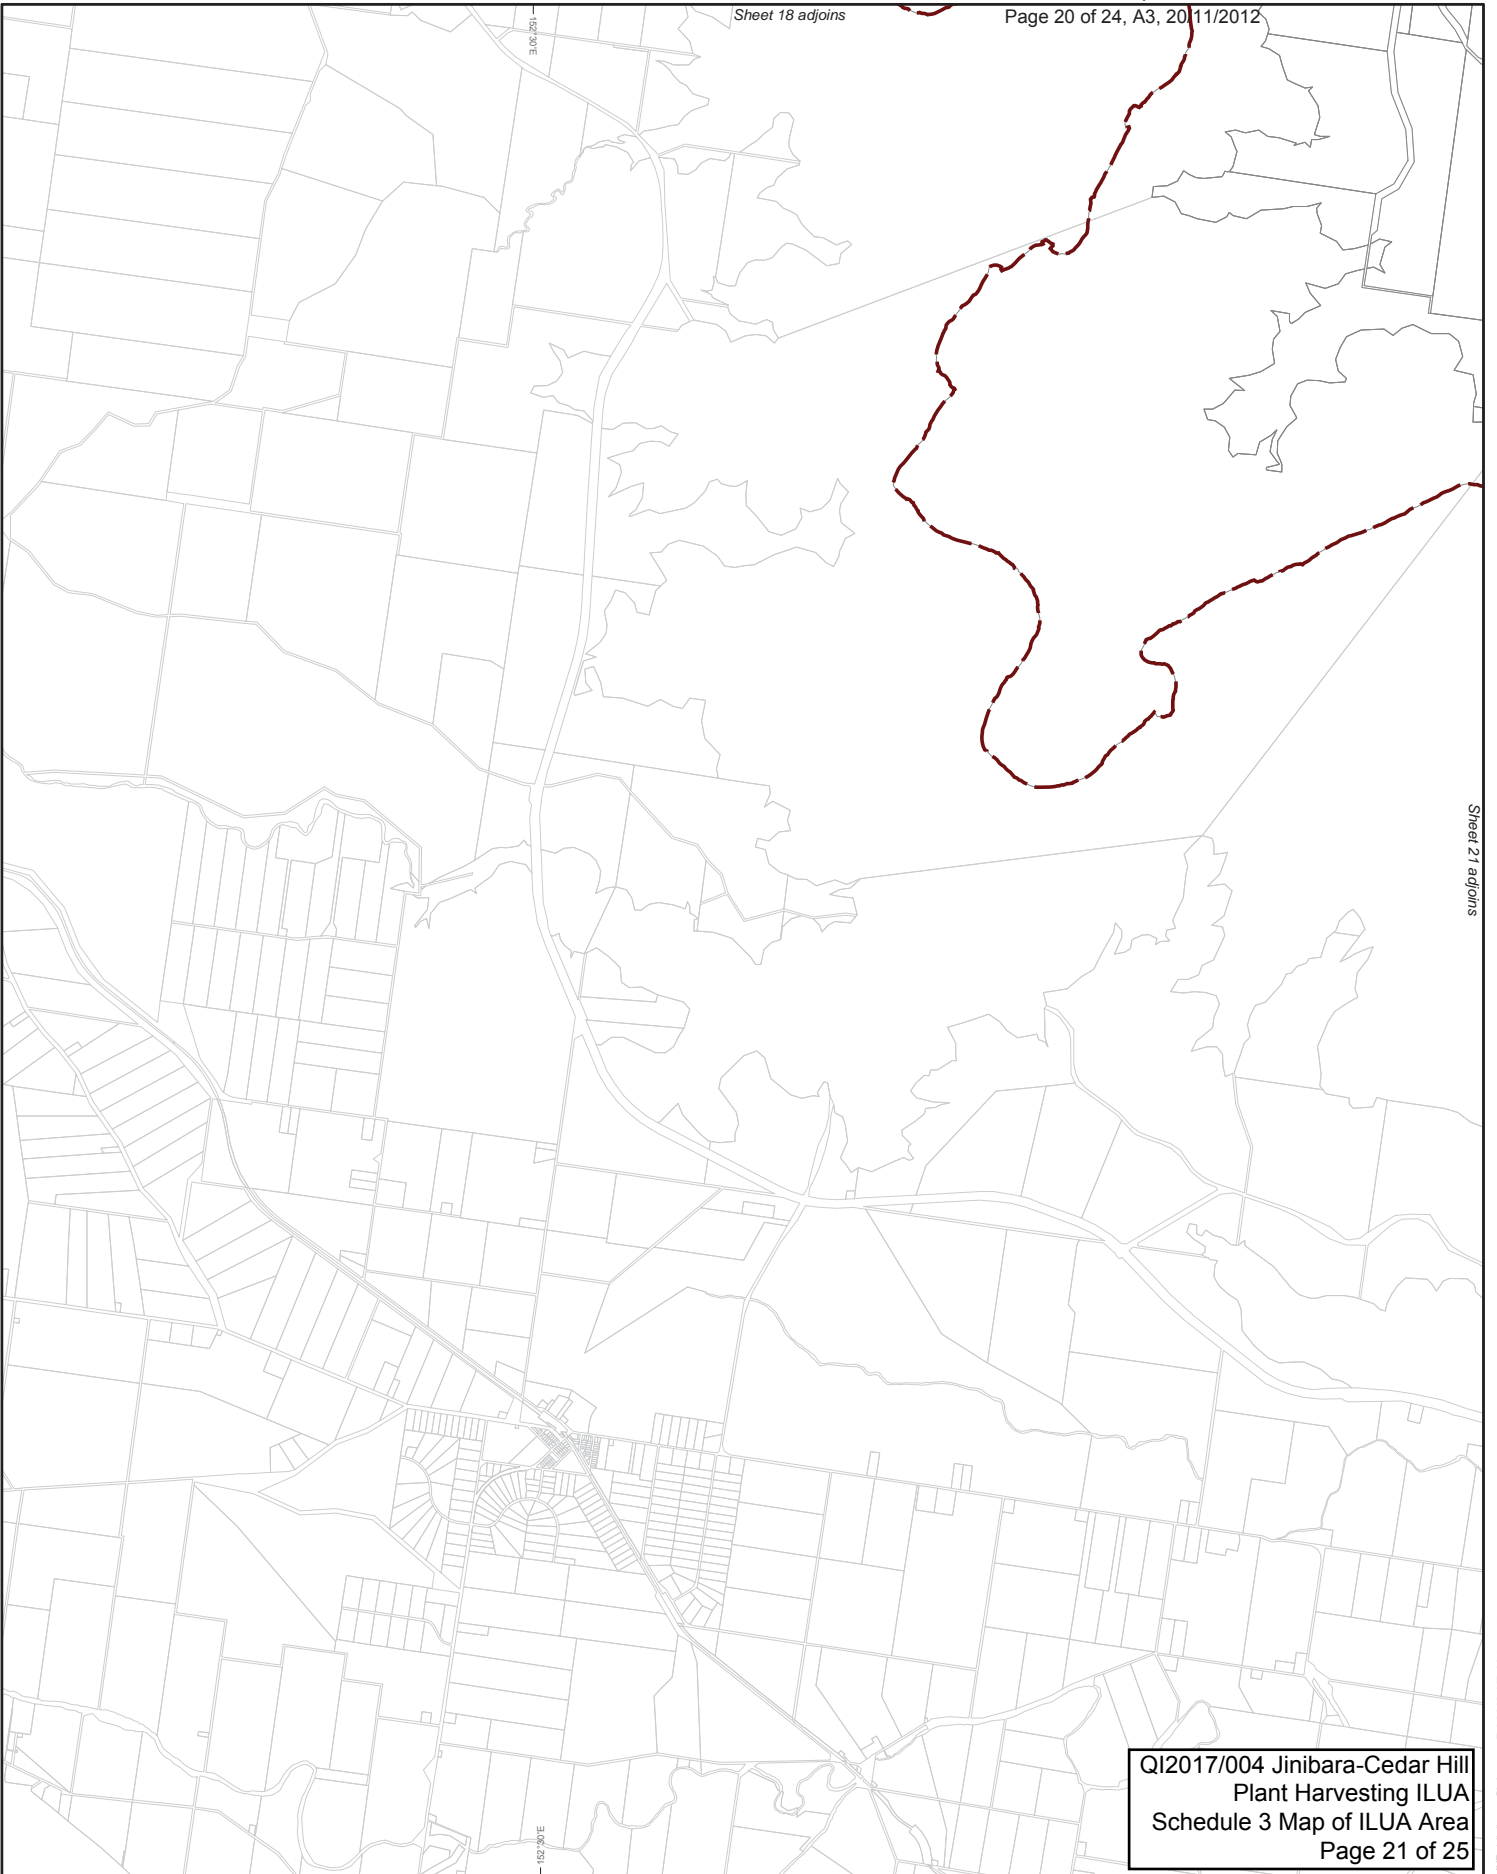 Sheet 18 adjoins
Page 20 of 24, A3, 20/11/2012
152°30'E
Sheet 21 adjoins
152°30'E
QI2017/004 Jinibara-Cedar Hill
Plant Harvesting ILUA
Schedule 3 Map of ILUA Area
Page 21 of 25